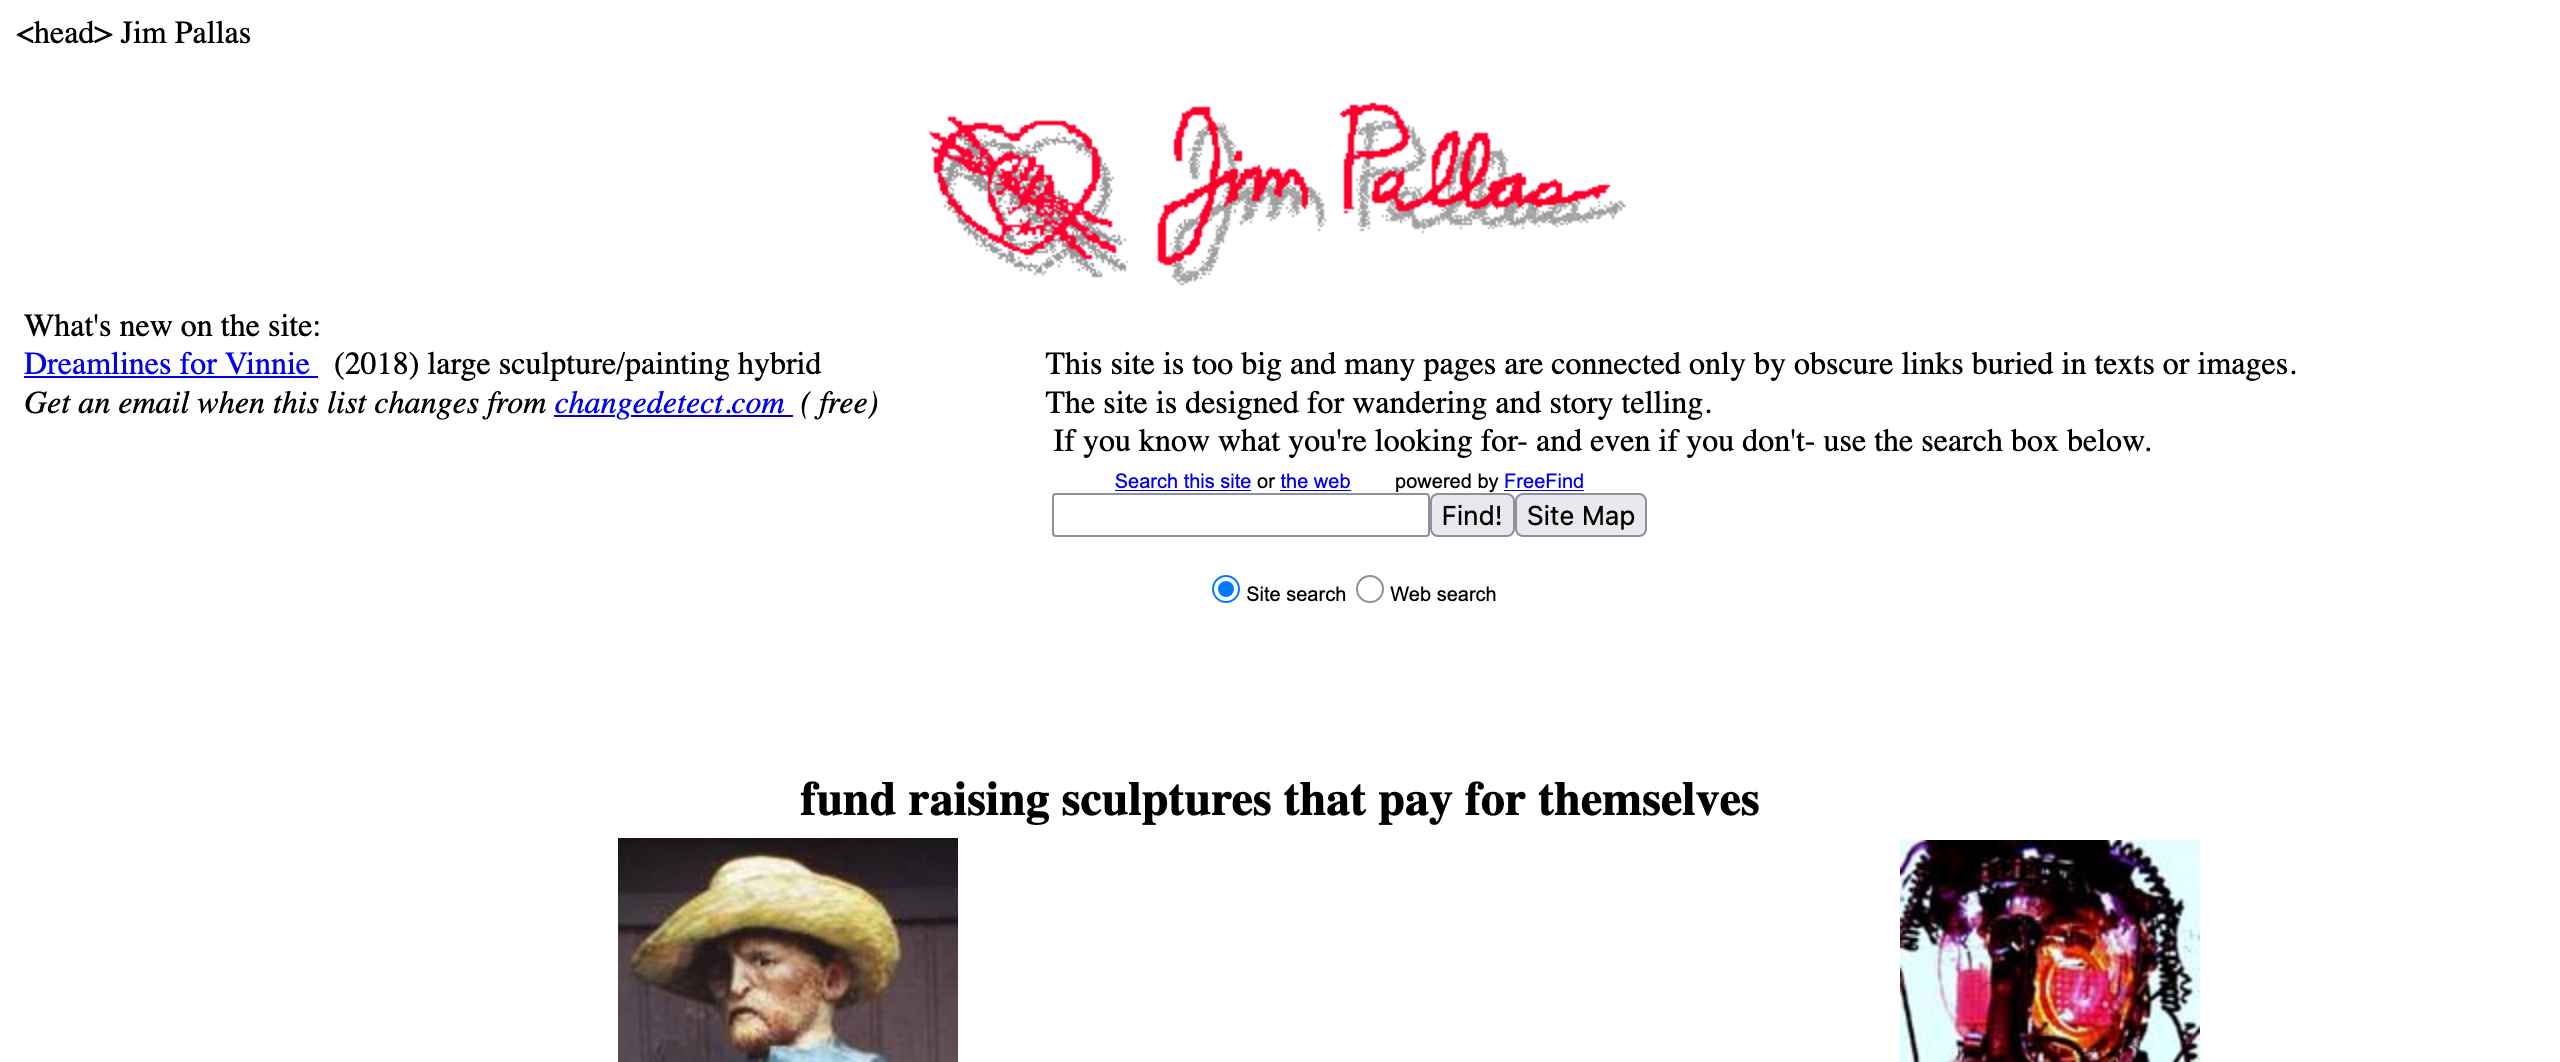 <head> Jim Pallas
Jim Pallas
What's new on the site:
Dreamlines for Vinnie (2018) large sculpture/painting hybrid
Get an email when this list changes from changedetect.com ( free)
This site is too big and many pages are connected only by obscure links buried in texts or images.
The site is designed for wandering and story telling.
If you know what you're looking for- and even if you don't- use the search box below.
Search this site or the web powered by FreeFind
Find! Site Map
Site search Web search
fund raising sculptures that pay for themselves